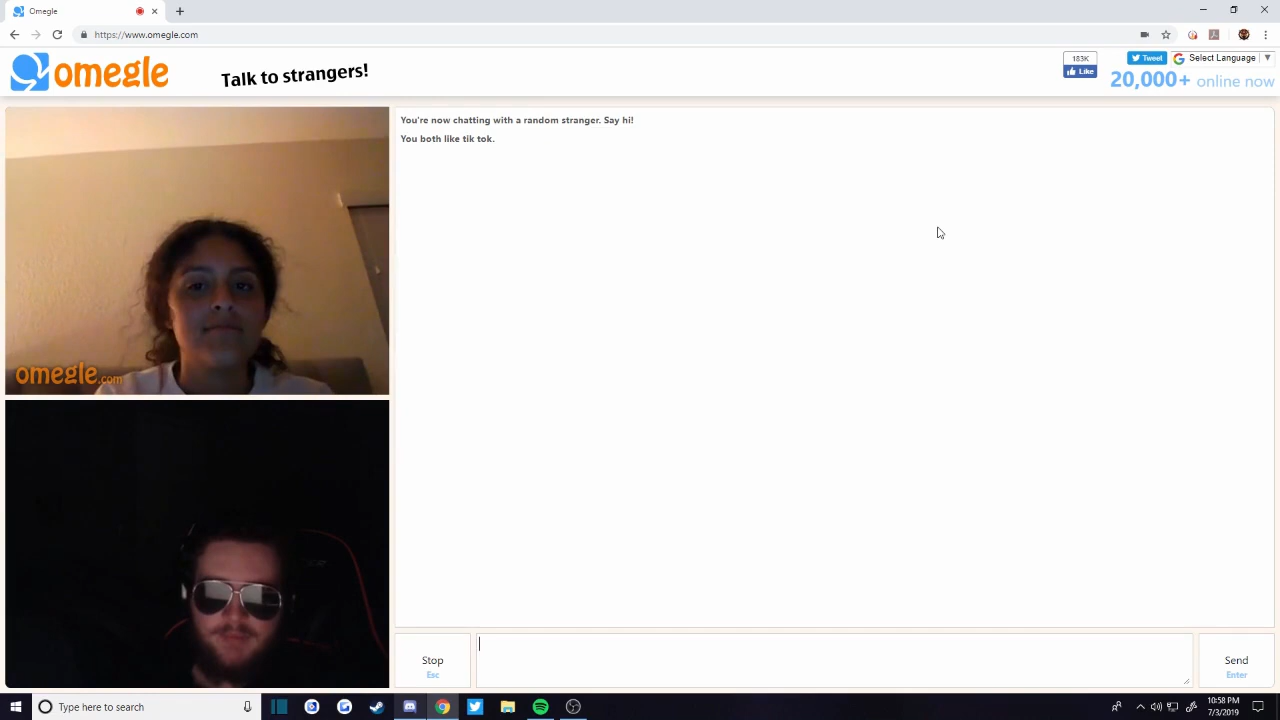 Omegle
https://www.omegle.com
omegle
Talk to strangers!
183K
Like
Tweet
Select Language
20,000+ online now
You're now chatting with a random stranger. Say hi!
You both like tik tok.
omegle.com
Stop
Esc
Send
Enter
Type here to search
10:58 PM
7/3/2019